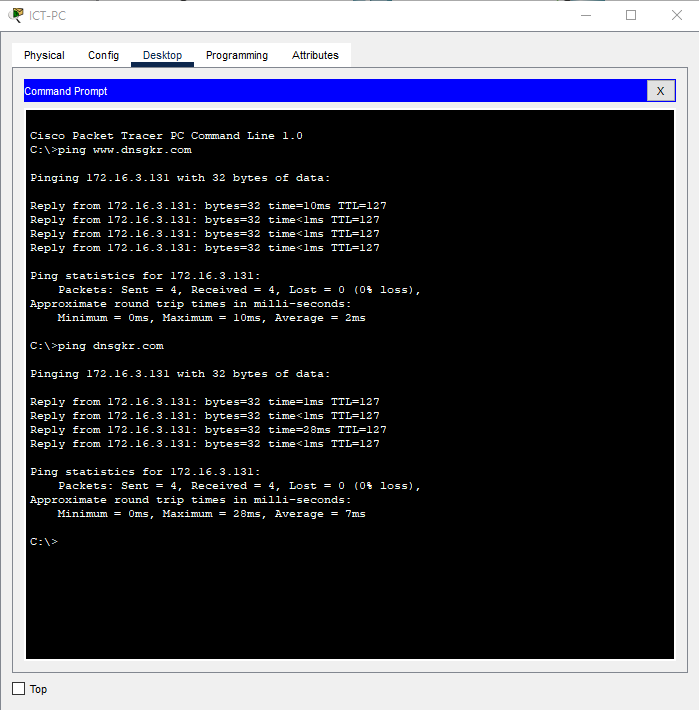 ICT-PC
Physical Config Desktop Programming Attributes
Command Prompt X
Cisco Packet Tracer PC Command Line 1.0
C:\>ping www.dnsgkr.com
Pinging 172.16.3.131 with 32 bytes of data:
Reply from 172.16.3.131: bytes=32 time=10ms TTL=127
Reply from 172.16.3.131: bytes=32 time<1ms TTL=127
Reply from 172.16.3.131: bytes=32 time<1ms TTL=127
Reply from 172.16.3.131: bytes=32 time<1ms TTL=127
Ping statistics for 172.16.3.131:
Packets: Sent = 4, Received = 4, Lost = 0 (0% loss),
Approximate round trip times in milli-seconds:
Minimum = 0ms, Maximum = 10ms, Average = 2ms
C:\>ping dnsgkr.com
Pinging 172.16.3.131 with 32 bytes of data:
Reply from 172.16.3.131: bytes=32 time=1ms TTL=127
Reply from 172.16.3.131: bytes=32 time<1ms TTL=127
Reply from 172.16.3.131: bytes=32 time=28ms TTL=127
Reply from 172.16.3.131: bytes=32 time<1ms TTL=127
Ping statistics for 172.16.3.131:
Packets: Sent = 4, Received = 4, Lost = 0 (0% loss),
Approximate round trip times in milli-seconds:
Minimum = 0ms, Maximum = 28ms, Average = 7ms
C:\>
Top